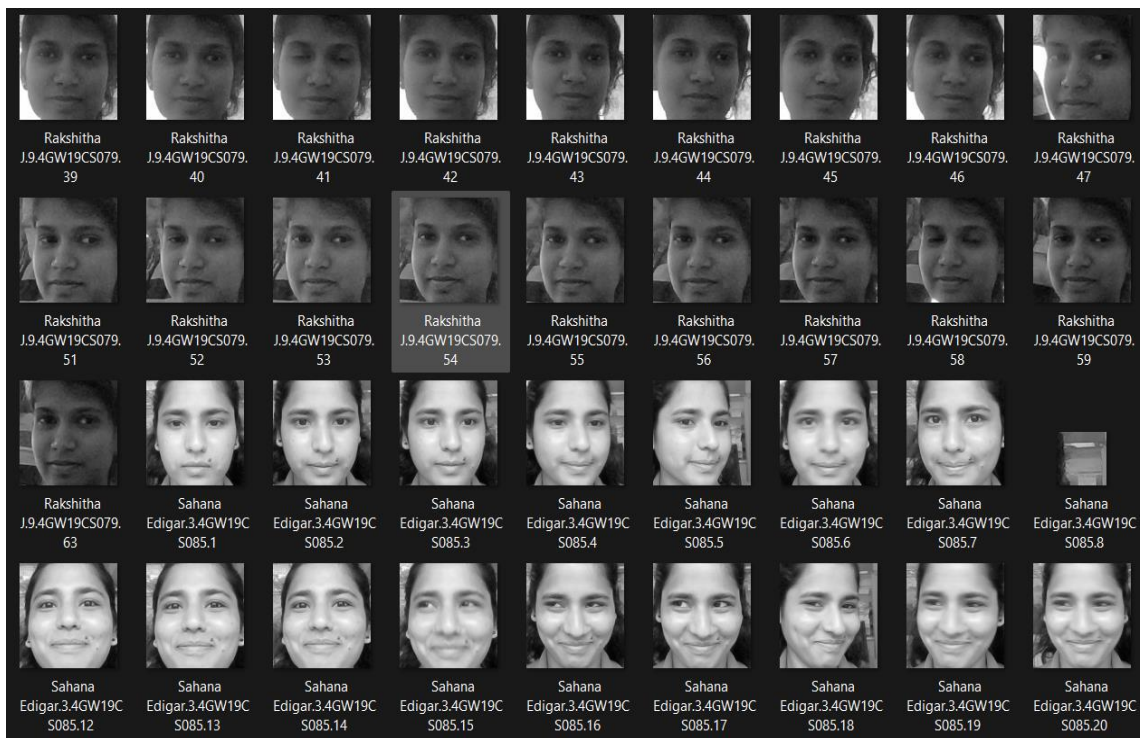 Rakshitha Rakshitha Rakshitha Rakshitha Rakshitha Rakshitha Rakshitha Rakshitha Rakshitha
J.9.4GW19CS079. J.9.4GW19CS079. J.9.4GW19CS079. J.9.4GW19CS079. J.9.4GW19CS079. J.9.4GW19CS079. J.9.4GW19CS079. J.9.4GW19CS079. J.9.4GW19CS079.
39 40 41 42 43 44 45 46 47
Rakshitha Rakshitha Rakshitha Rakshitha Rakshitha Rakshitha Rakshitha Rakshitha Rakshitha
J.9.4GW19CS079. J.9.4GW19CS079. J.9.4GW19CS079. J.9.4GW19CS079. J.9.4GW19CS079. J.9.4GW19CS079. J.9.4GW19CS079. J.9.4GW19CS079. J.9.4GW19CS079.
51 52 53 54 55 56 57 58 59
Rakshitha Sahana Sahana Sahana Sahana Sahana Sahana Sahana Sahana
J.9.4GW19CS079. Edigar.3.4GW19C Edigar.3.4GW19C Edigar.3.4GW19C Edigar.3.4GW19C Edigar.3.4GW19C Edigar.3.4GW19C Edigar.3.4GW19C Edigar.3.4GW19C
63 S085.1 S085.2 S085.3 S085.4 S085.5 S085.6 S085.7 S085.8
Sahana Sahana Sahana Sahana Sahana Sahana Sahana Sahana Sahana
Edigar.3.4GW19C Edigar.3.4GW19C Edigar.3.4GW19C Edigar.3.4GW19C Edigar.3.4GW19C Edigar.3.4GW19C Edigar.3.4GW19C Edigar.3.4GW19C Edigar.3.4GW19C
S085.12 S085.13 S085.14 S085.15 S085.16 S085.17 S085.18 S085.19 S085.20